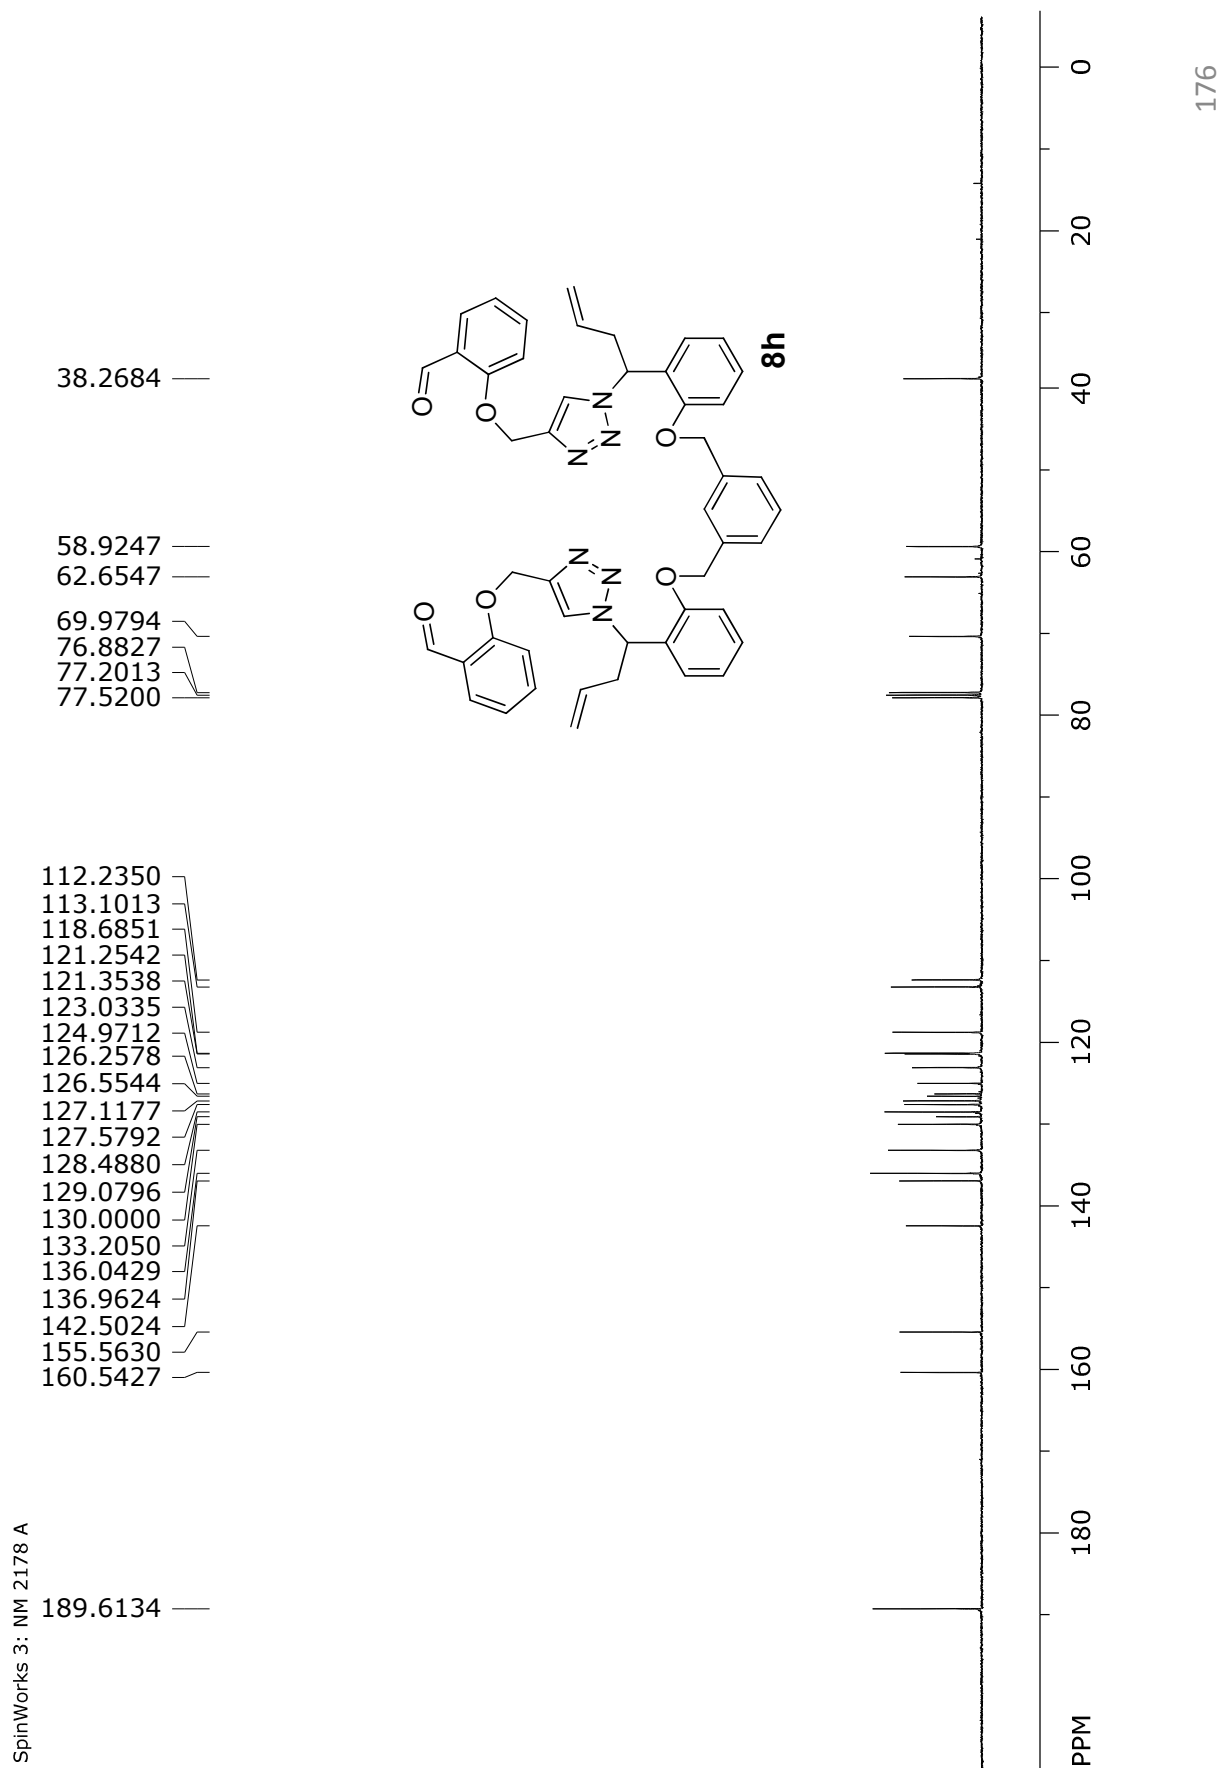 SpinWorks 3: NM 2178 A
38.2684
58.9247
62.6547
69.9794
76.8827
77.2013
77.5200
112.2350
113.1013
118.6851
121.2542
121.3538
123.0335
124.9712
126.2578
126.5544
127.1177
127.5792
128.4880
129.0796
130.0000
133.2050
136.0429
136.9624
142.5024
155.5630
160.5427
189.6134
O
O
N
N
N
O
O
O
N
N
N
O
8h
PPM 180 160 140 120 100 80 60 40 20 0
176